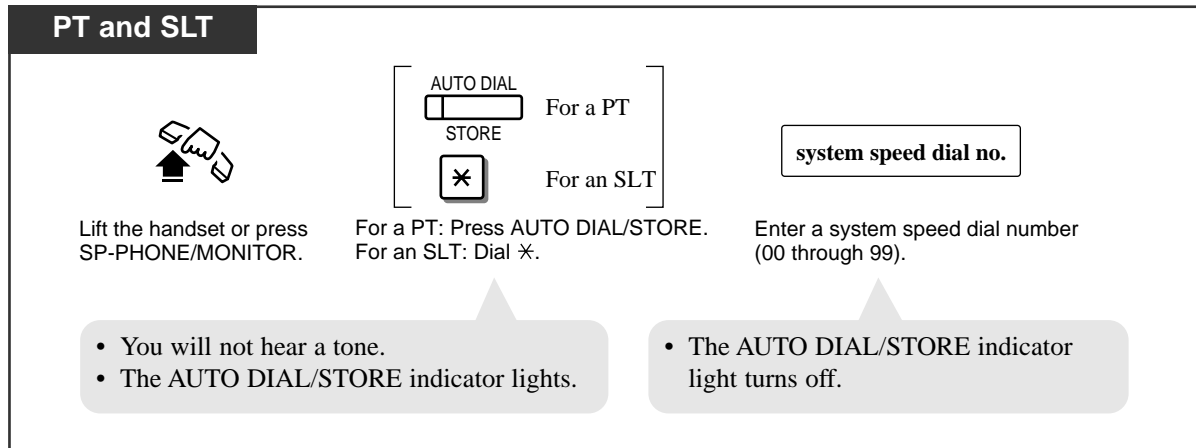 PT and SLT
AUTO DIAL
For a PT
STORE
For an SLT
system speed dial no.
Lift the handset or press
SP-PHONE/MONITOR.
For a PT: Press AUTO DIAL/STORE.
For an SLT: Dial ✳.
Enter a system speed dial number
(00 through 99).
• You will not hear a tone.
• The AUTO DIAL/STORE indicator lights.
• The AUTO DIAL/STORE indicator
light turns off.